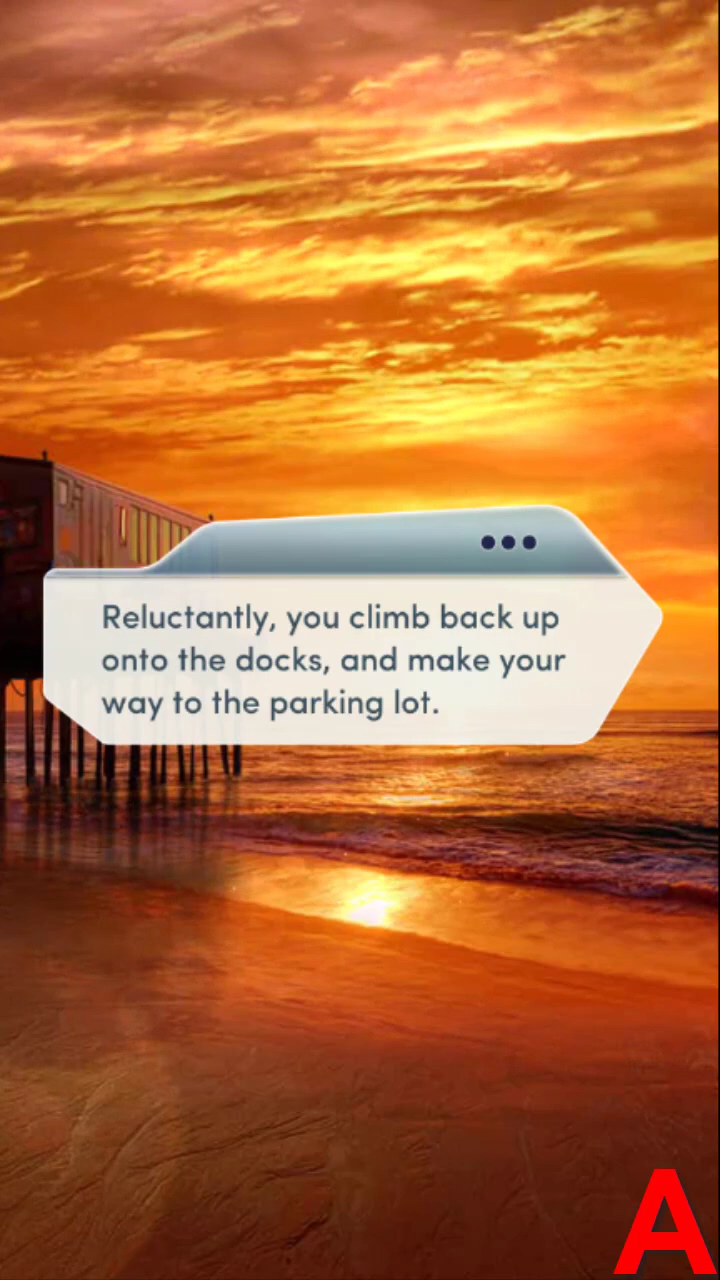 Reluctantly, you climb back up
onto the docks, and make your
way to the parking lot.
A